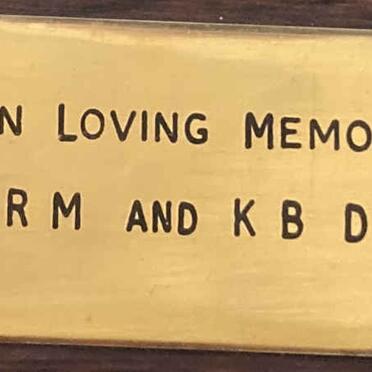 N LOVING MEMO
R M AND K B D